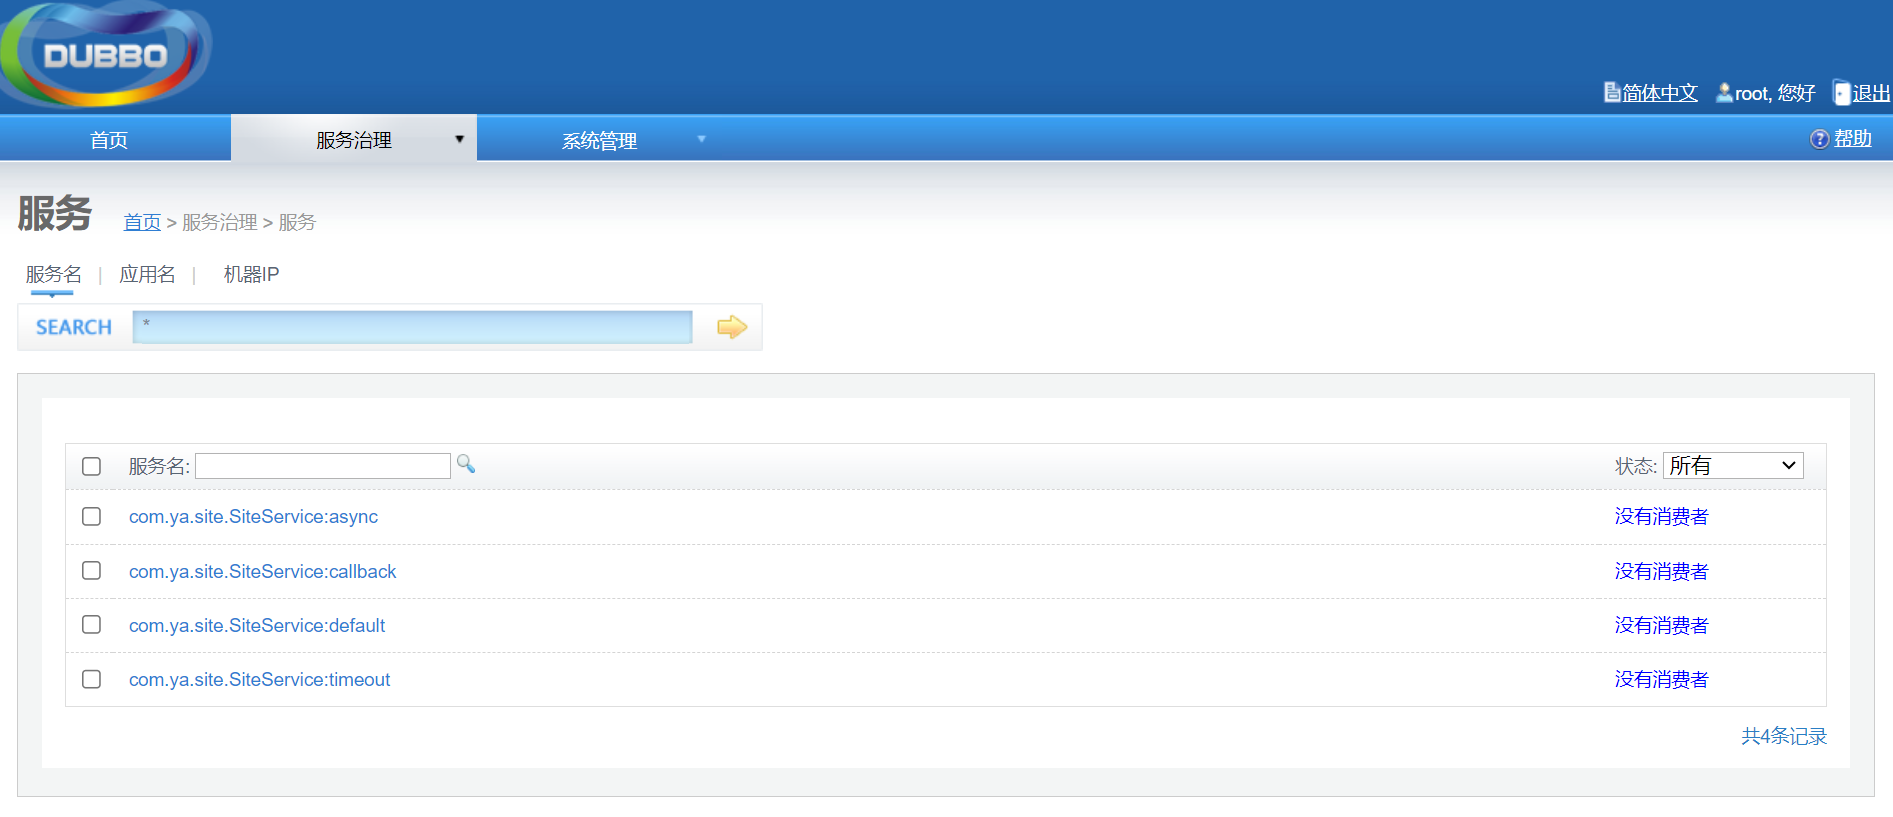 DUBBO
简体中文 root, 您好 退出
首页 服务治理 系统管理 帮助
服务 首页 > 服务治理 > 服务
服务名 | 应用名 | 机器IP
SEARCH *
服务名: 状态: 所有
com.ya.site.SiteService:async 没有消费者
com.ya.site.SiteService:callback 没有消费者
com.ya.site.SiteService:default 没有消费者
com.ya.site.SiteService:timeout 没有消费者
共4条记录